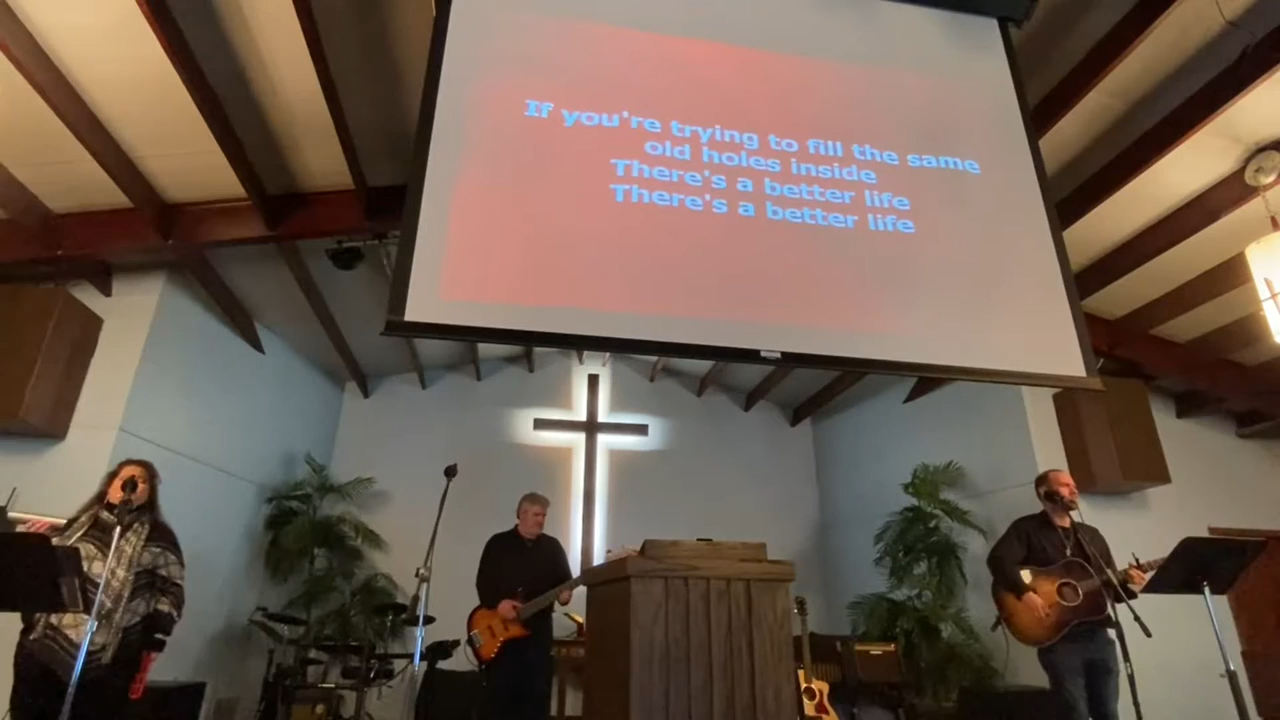 If you're trying to fill the same
old holes inside
There's a better life
There's a better life